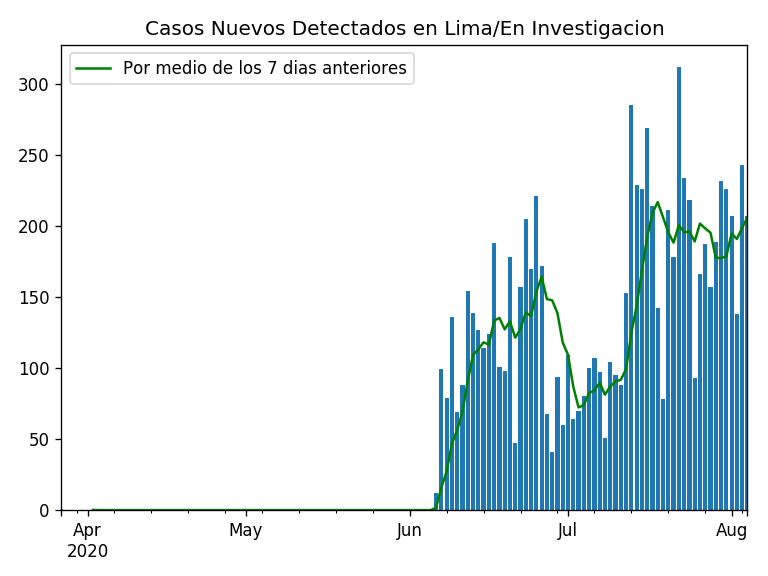 Casos Nuevos Detectados en Lima/En Investigacion
Por medio de los 7 dias anteriores
300
250
200
150
100
50
0
Apr May Jun Jul Aug
2020